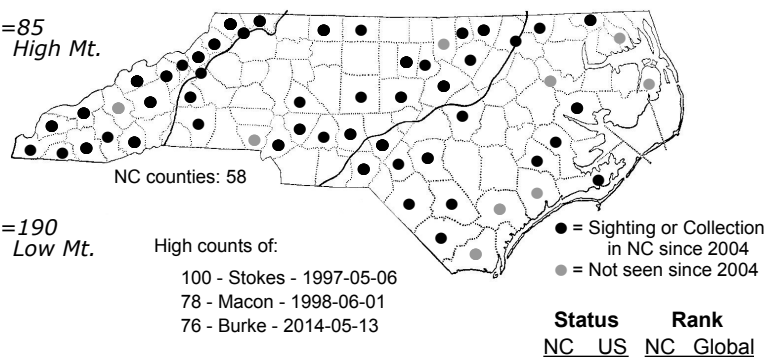 =85
High Mt.
NC counties: 58
=190
Low Mt.
High counts of:
100 - Stokes - 1997-05-06
78 - Macon - 1998-06-01
76 - Burke - 2014-05-13
● = Sighting or Collection
in NC since 2004
● = Not seen since 2004
Status Rank
NC US NC Global